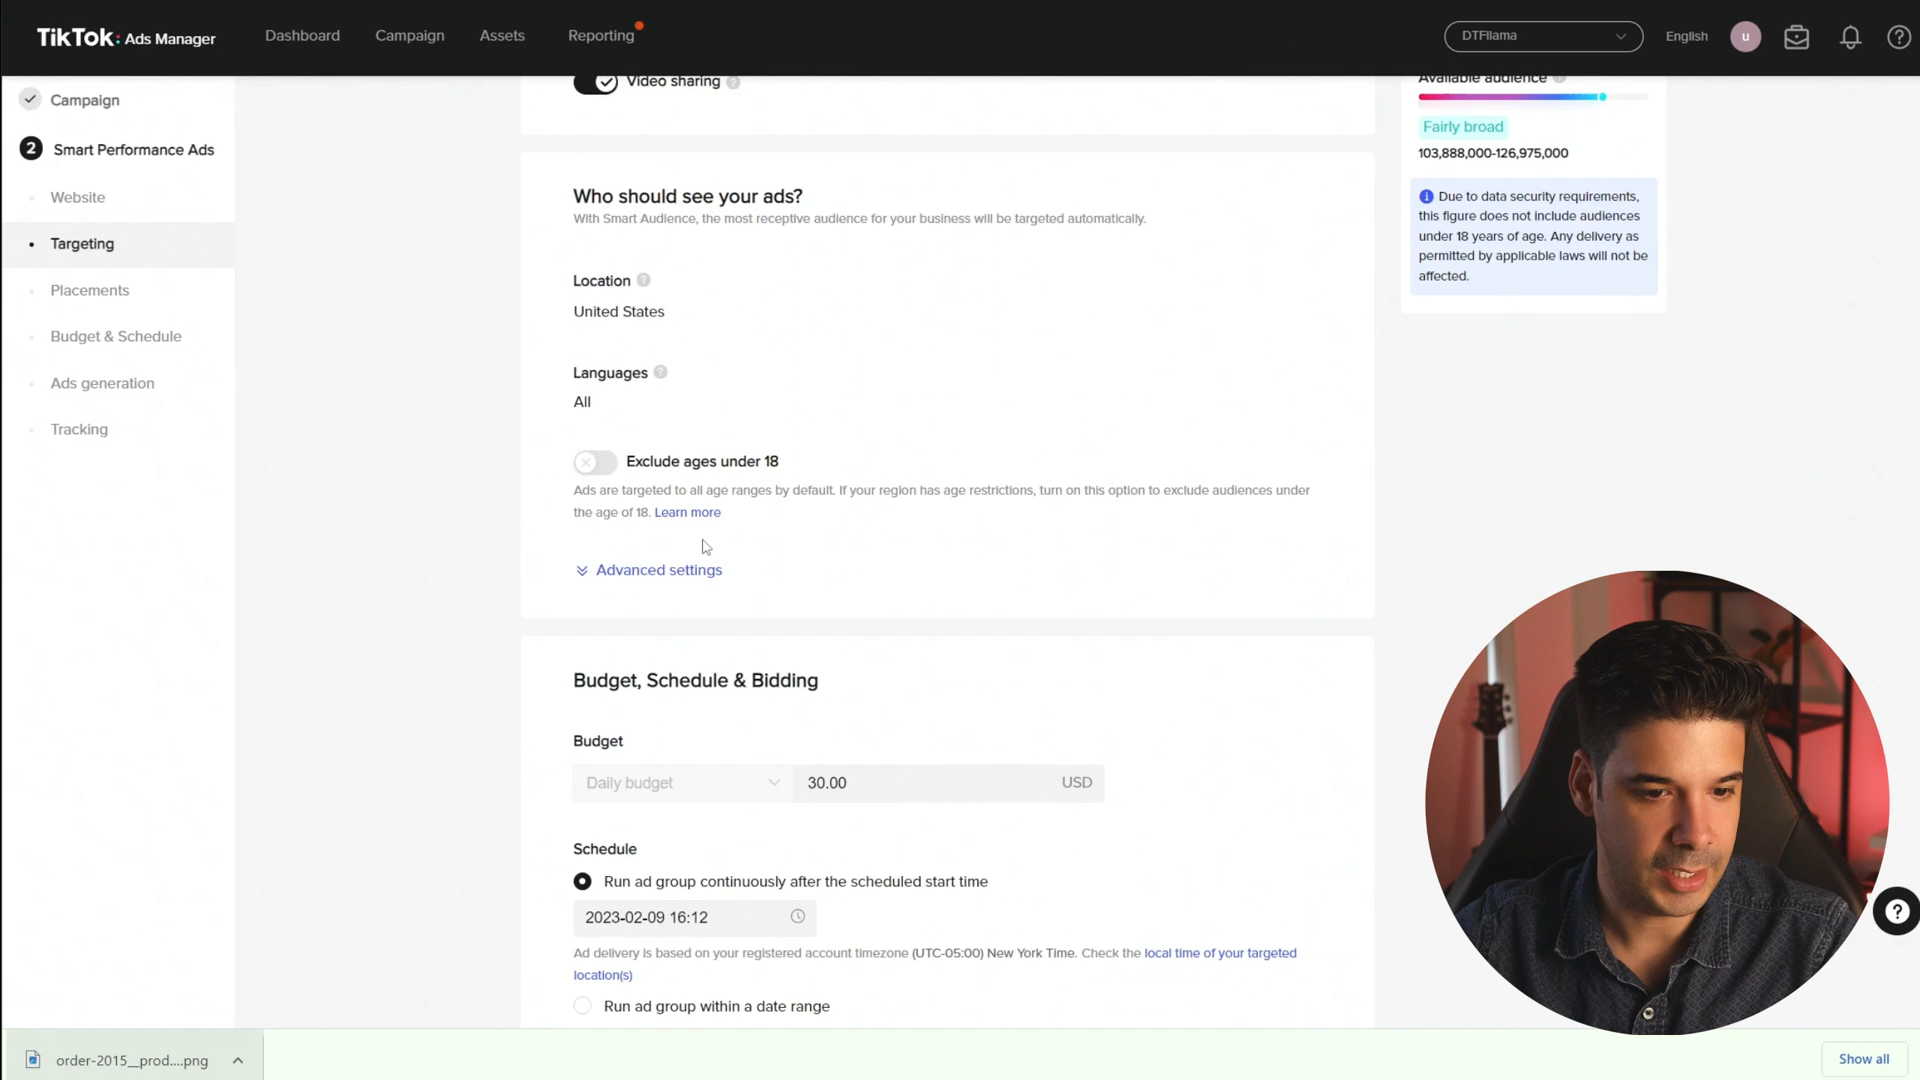 TikTok: Ads Manager
Dashboard
Campaign
Assets
Reporting
DTFllama
English
u
Campaign
2 Smart Performance Ads
Website
Targeting
Placements
Budget & Schedule
Ads generation
Tracking
Video sharing
Who should see your ads?
With Smart Audience, the most receptive audience for your business will be targeted automatically.
Location
United States
Languages
All
Exclude ages under 18
Ads are targeted to all age ranges by default. If your region has age restrictions, turn on this option to exclude audiences under
the age of 18. Learn more
Advanced settings
Budget, Schedule & Bidding
Budget
Daily budget
30.00
USD
Schedule
Run ad group continuously after the scheduled start time
2023-02-09 16:12
Ad delivery is based on your registered account timezone (UTC-05:00) New York Time. Check the local time of your targeted
location(s)
Run ad group within a date range
Available audience
Fairly broad
103,888,000-126,975,000
Due to data security requirements,
this figure does not include audiences
under 18 years of age. Any delivery as
permitted by applicable laws will not be
affected.
order-2015__prod....png
Show all